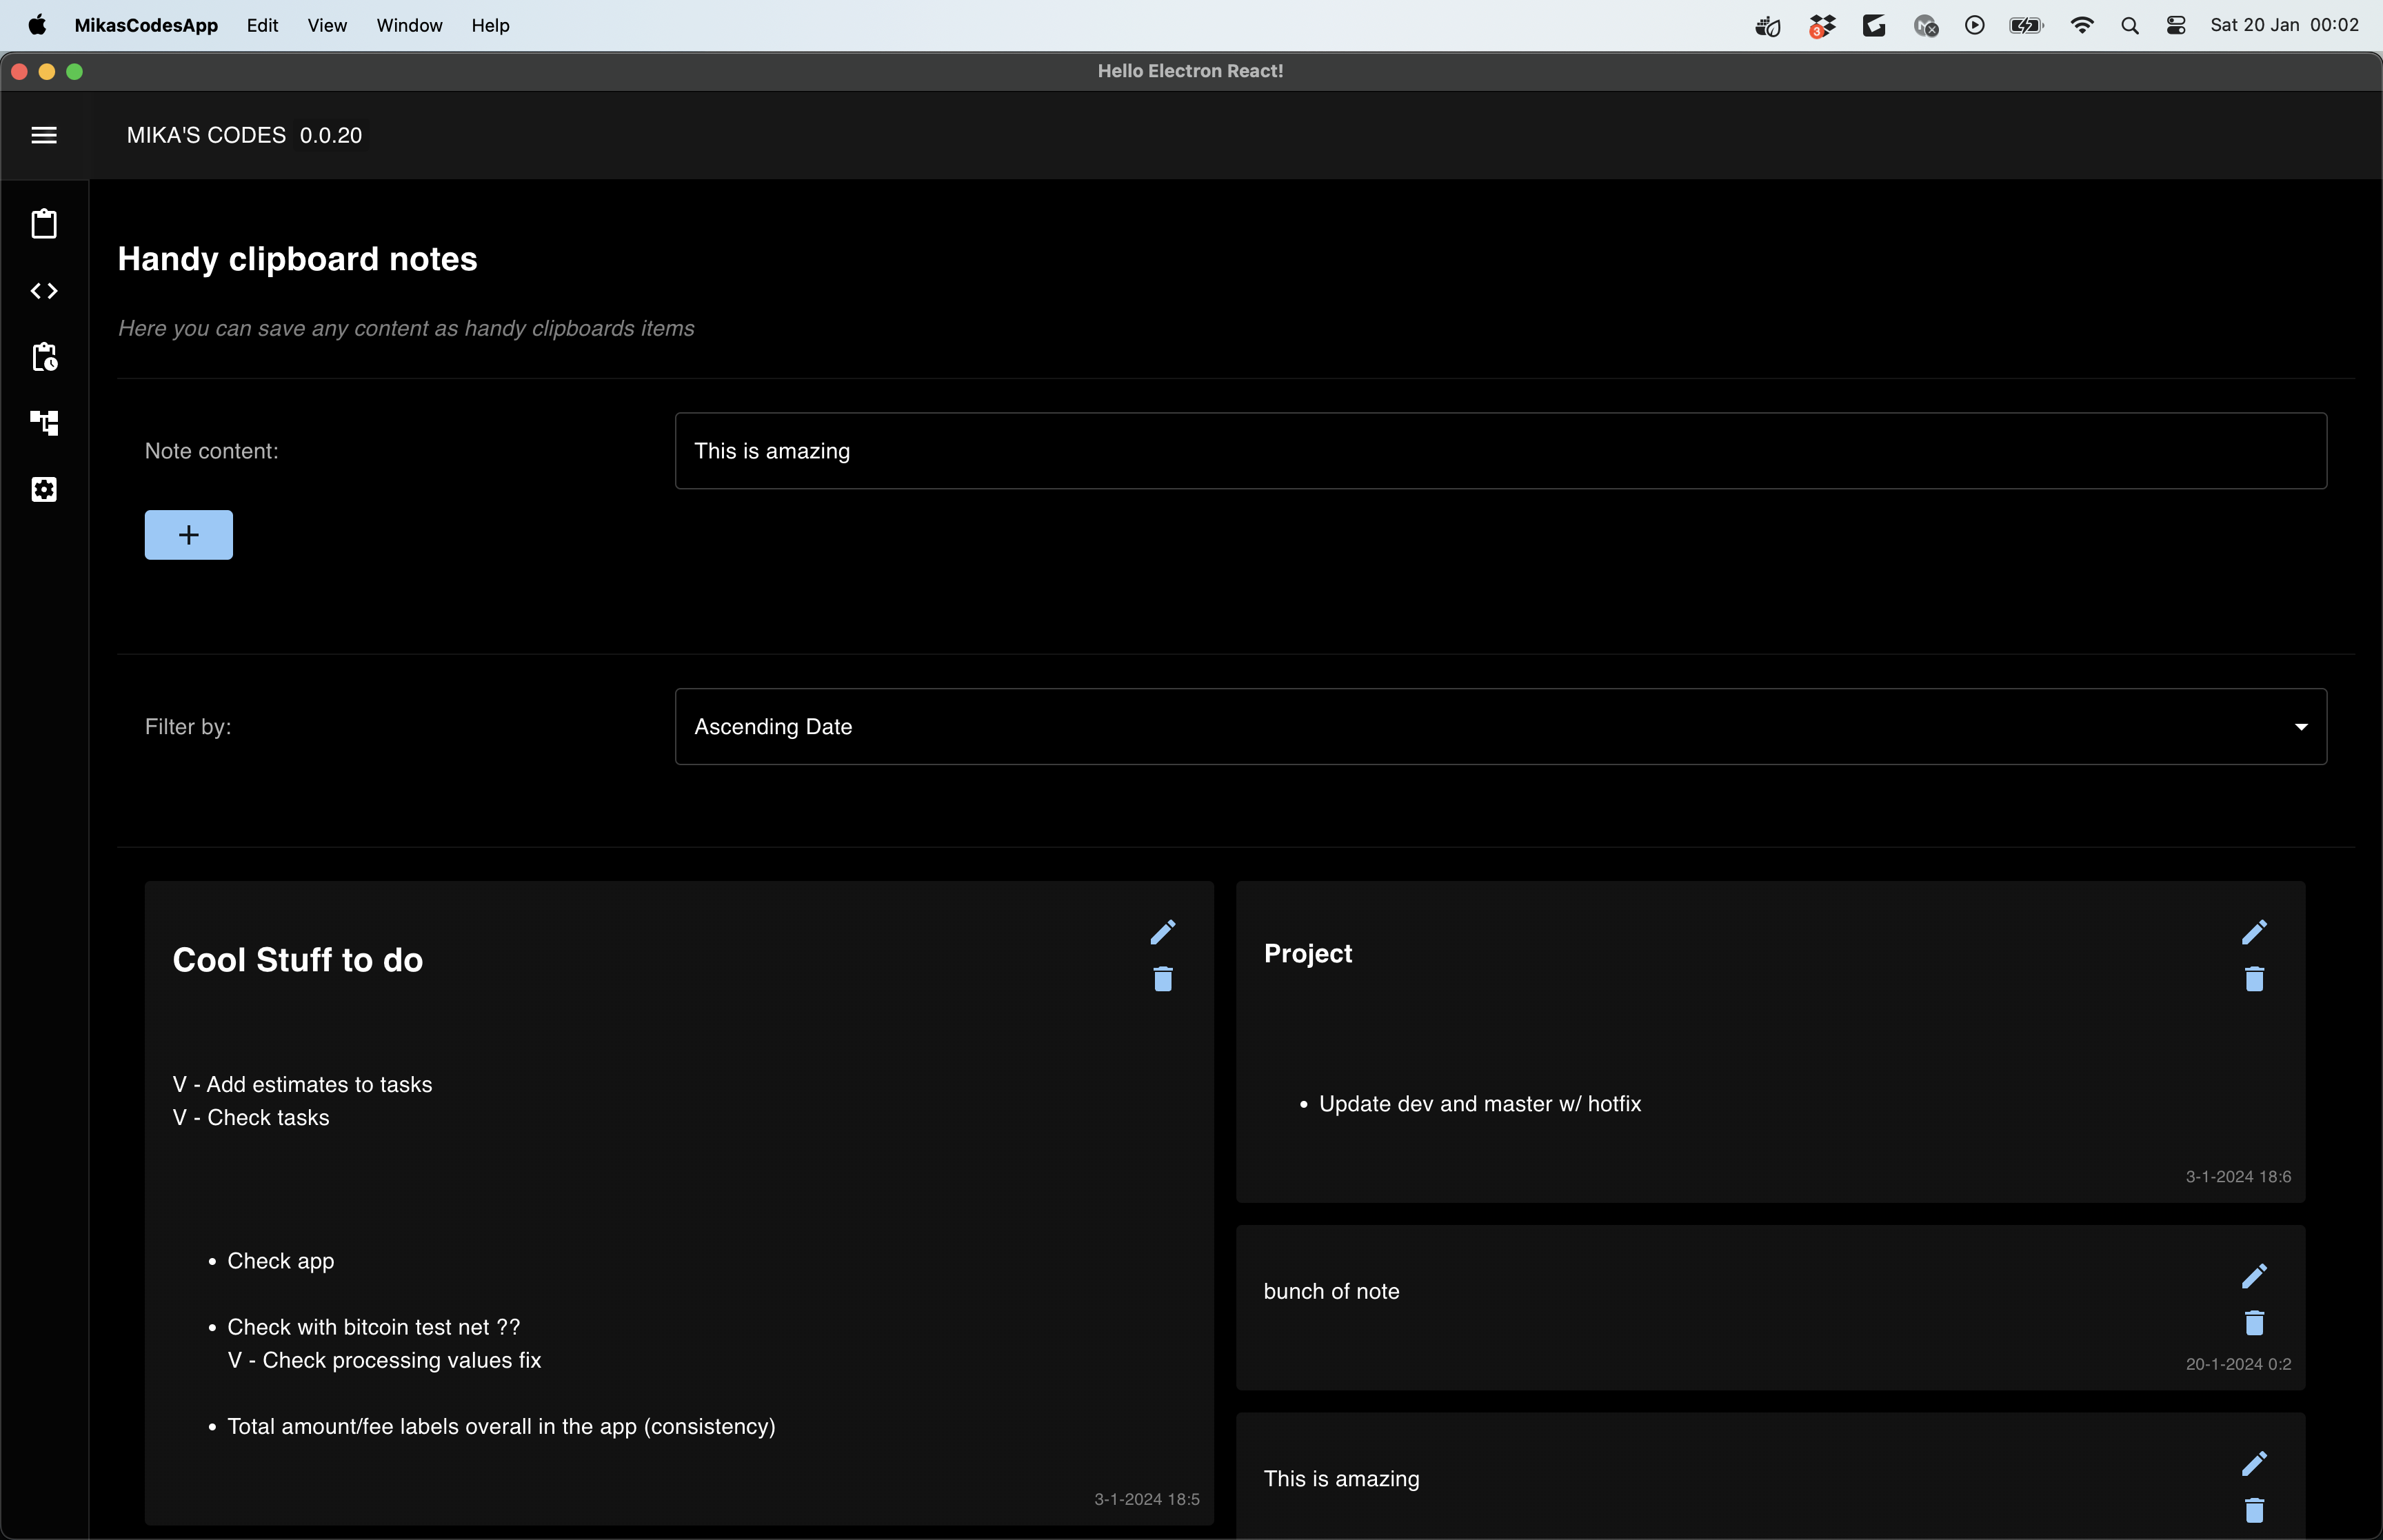 MikasCodesApp Edit View Window Help 3 Sat 20 Jan 00:02
Hello Electron React!
MIKA'S CODES 0.0.20
Handy clipboard notes
Here you can save any content as handy clipboards items
Note content: This is amazing
+
Filter by: Ascending Date
Cool Stuff to do
V - Add estimates to tasks
V - Check tasks
• Check app
• Check with bitcoin test net ??
V - Check processing values fix
• Total amount/fee labels overall in the app (consistency)
3-1-2024 18:5
Project
• Update dev and master w/ hotfix
3-1-2024 18:6
bunch of note
20-1-2024 0:2
This is amazing